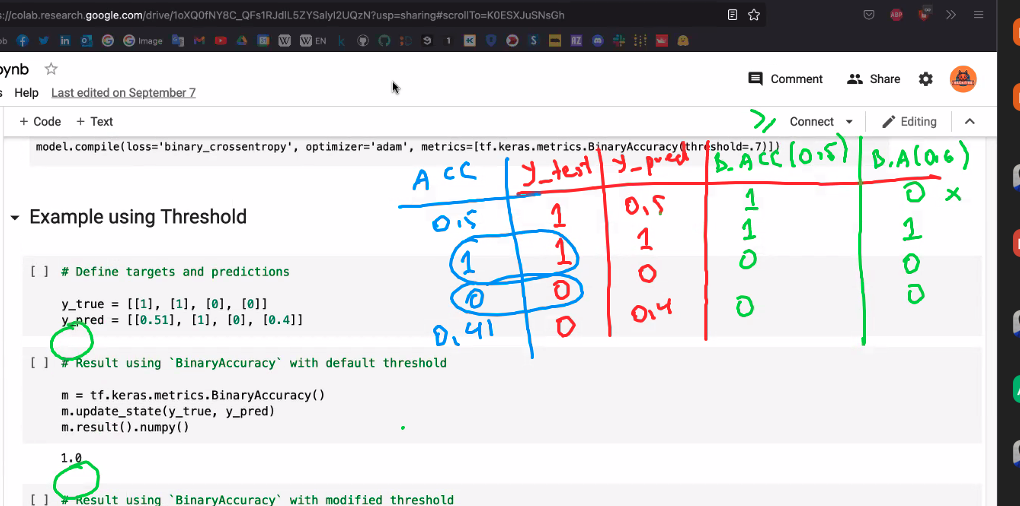 s://colab.research.google.com/drive/1oXQ0fNY8C_QFs1RJdlL5ZYSalyI2UQzN?usp=sharing#scrollTo=K0ESXJuSNsGh
Image
EN
ynb
Comment
Share
Help
Last edited on September 7
+ Code + Text
Connect
Editing
model.compile(loss='binary_crossentropy', optimizer='adam', metrics=[tf.keras.metrics.BinaryAccuracy(threshold=.7)])
≥
ACC y_test y_pred B.ACC(0.5) B.A(0.6)
0.5 1 0.5 1 0 x
1 1 1 1 1
0 0 0 0 0
0.41 0 0.4 0 0
Example using Threshold
[ ] # Define targets and predictions
y_true = [[1], [1], [0], [0]]
y_pred = [[0.51], [1], [0], [0.4]]
[ ] # Result using `BinaryAccuracy` with default threshold
m = tf.keras.metrics.BinaryAccuracy()
m.update_state(y_true, y_pred)
m.result().numpy()
1.0
[ ] # Result using `BinaryAccuracy` with modified threshold